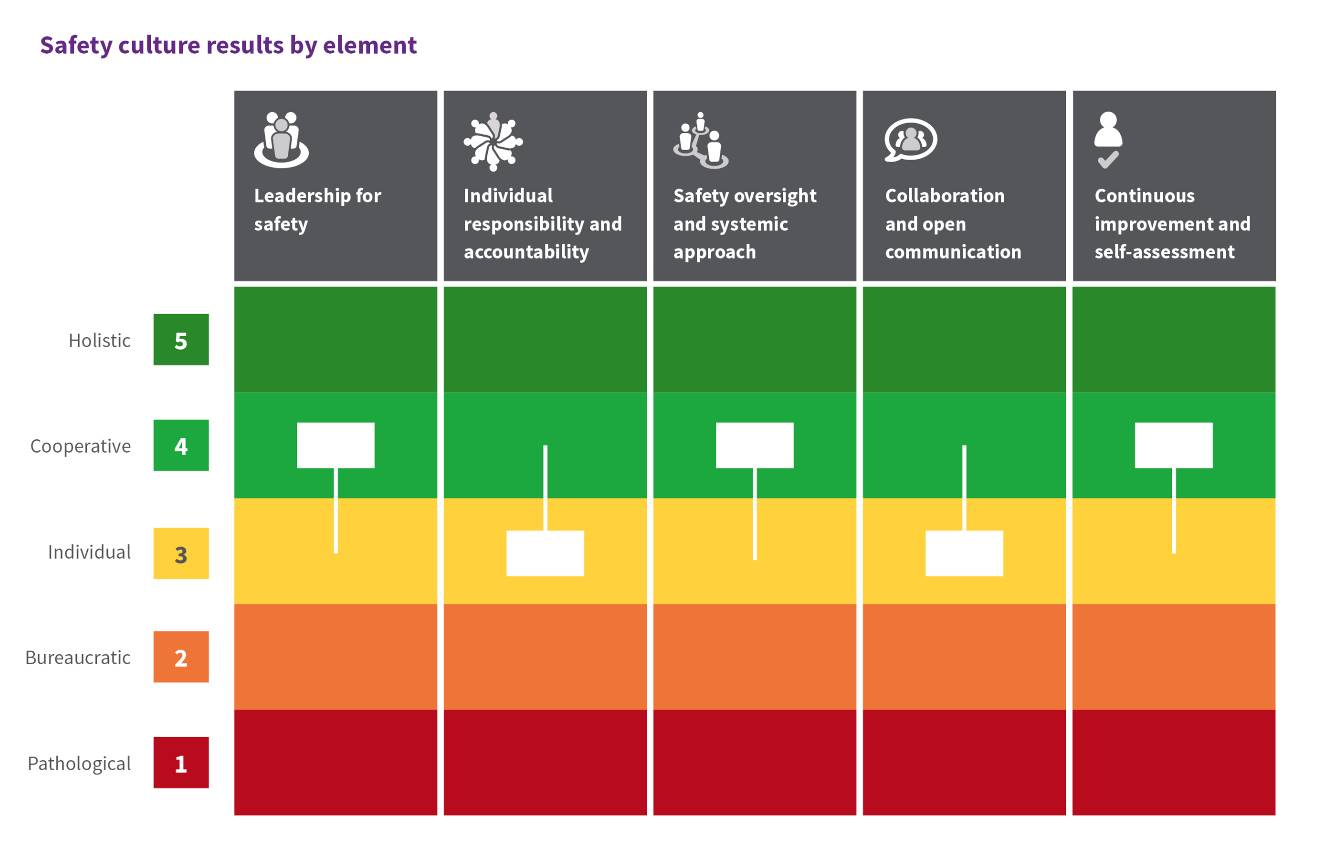 Safety culture results by element
Leadership for
safety
Individual
responsibility and
accountability
Safety oversight
and systemic
approach
Collaboration
and open
communication
Continuous
improvement and
self-assessment
Holistic 5
Cooperative 4
Individual 3
Bureaucratic 2
Pathological 1